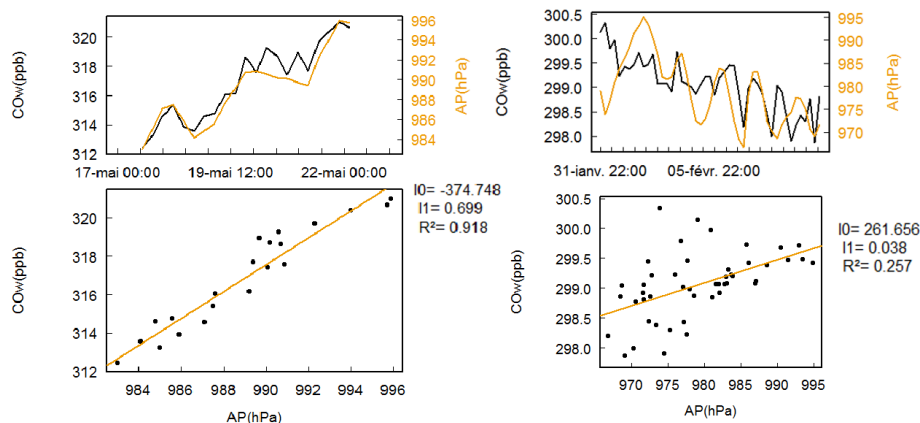 COw(ppb)
320
318
316
314
312
996
994
992
990
988
986
984
AP(hPa)
17-mai 00:00 19-mai 12:00 22-mai 00:00
COw(ppb)
300.5
300.0
299.5
299.0
298.5
298.0
995
990
985
980
975
970
AP(hPa)
31-janv. 22:00 05-févr. 22:00
COw(ppb)
320
318
316
314
312
984 986 988 990 992 994 996
AP(hPa)
I0= -374.748
I1= 0.699
R²= 0.918
COw(ppb)
300.5
300.0
299.5
299.0
298.5
298.0
970 975 980 985 990 995
AP(hPa)
I0= 261.656
I1= 0.038
R²= 0.257